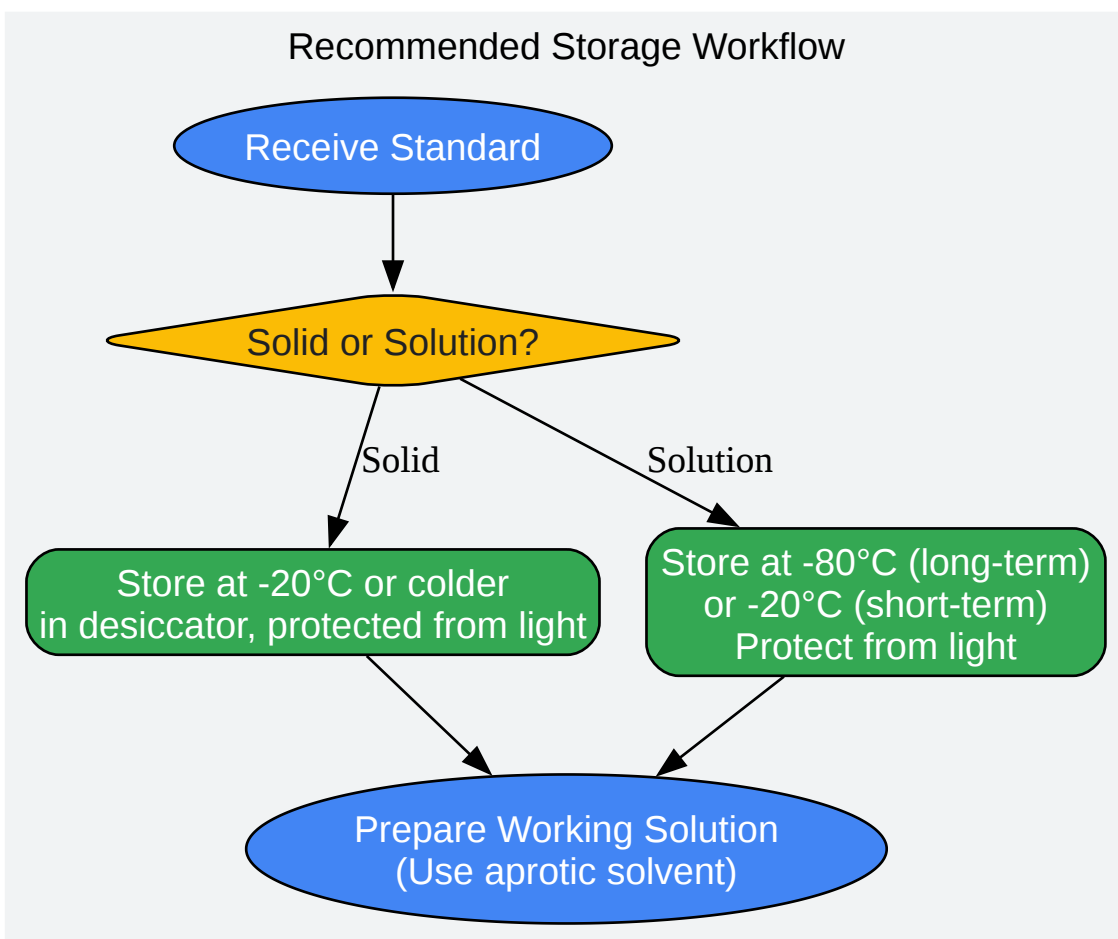 Recommended Storage Workflow
Receive Standard
Solid or Solution?
Solid
Solution
Store at -20°C or colder
in desiccator, protected from light
Store at -80°C (long-term)
or -20°C (short-term)
Protect from light
Prepare Working Solution
(Use aprotic solvent)